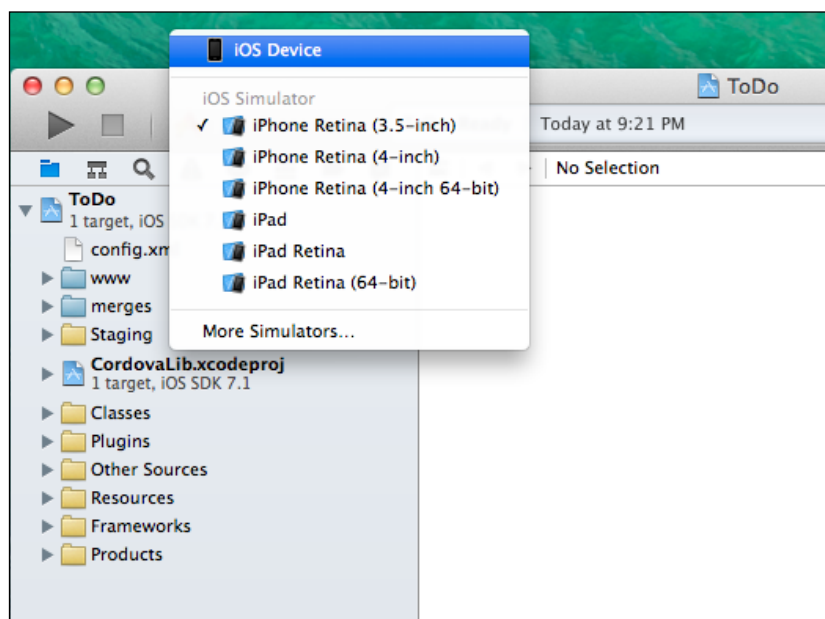 iOS Device
ToDo
iOS Simulator
✓ iPhone Retina (3.5-inch)
Today at 9:21 PM
iPhone Retina (4-inch)
No Selection
iPhone Retina (4-inch 64-bit)
ToDo
1 target, iOS
iPad
config.xm
iPad Retina
www
iPad Retina (64-bit)
merges
Staging
More Simulators...
CordovaLib.xcodeproj
1 target, iOS SDK 7.1
Classes
Plugins
Other Sources
Resources
Frameworks
Products